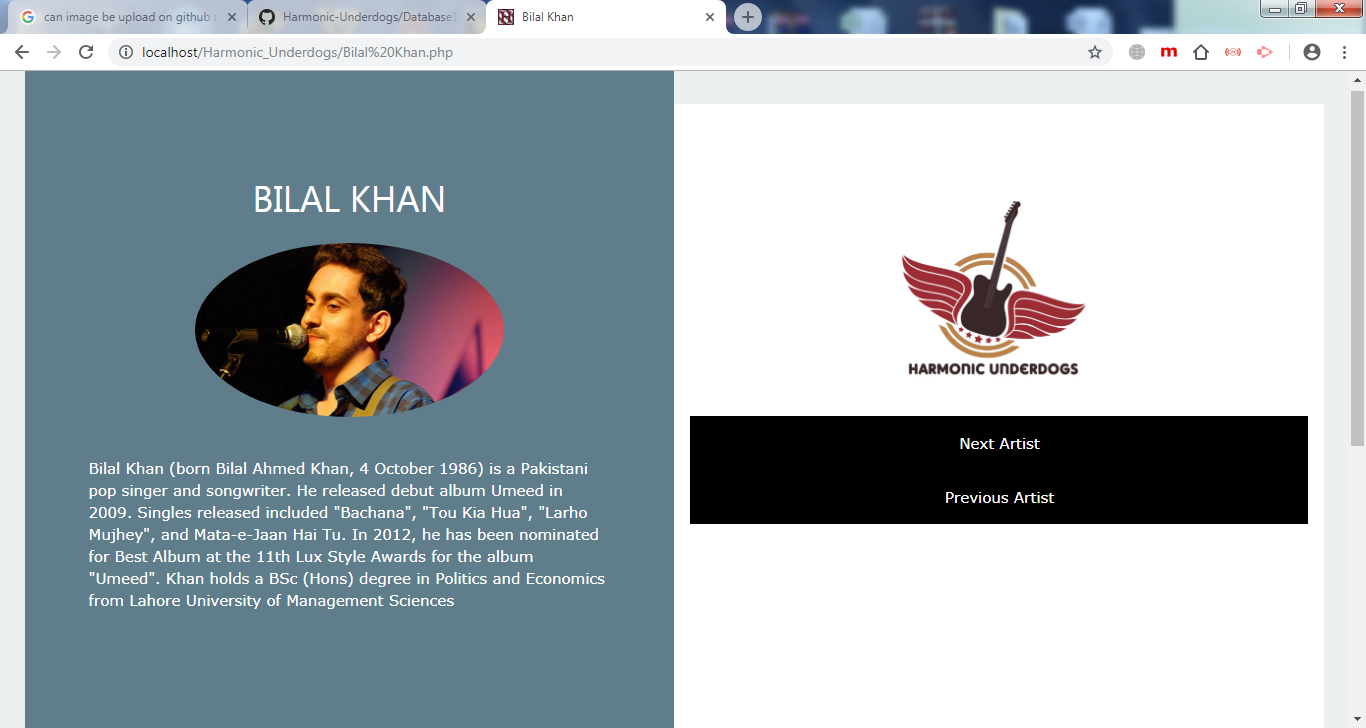 can image be upload on github r
Harmonic-Underdogs/Database1
Bilal Khan
localhost/Harmonic_Underdogs/Bilal%20Khan.php
m
BILAL KHAN
Bilal Khan (born Bilal Ahmed Khan, 4 October 1986) is a Pakistani
pop singer and songwriter. He released debut album Umeed in
2009. Singles released included "Bachana", "Tou Kia Hua", "Larho
Mujhey", and Mata-e-Jaan Hai Tu. In 2012, he has been nominated
for Best Album at the 11th Lux Style Awards for the album
"Umeed". Khan holds a BSc (Hons) degree in Politics and Economics
from Lahore University of Management Sciences
HARMONIC UNDERDOGS
Next Artist
Previous Artist